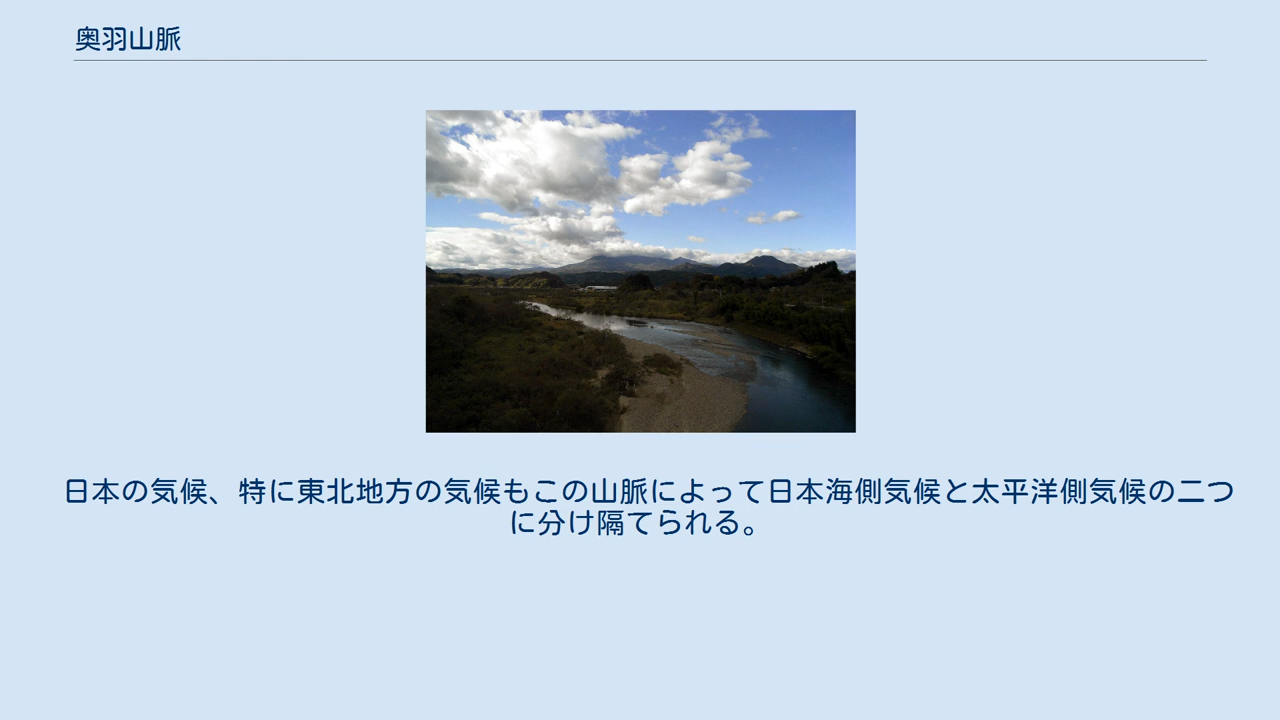 奥羽山脈
日本の気候、特に東北地方の気候もこの山脈によって日本海側気候と太平洋側気候の二つ
に分け隔てられる。